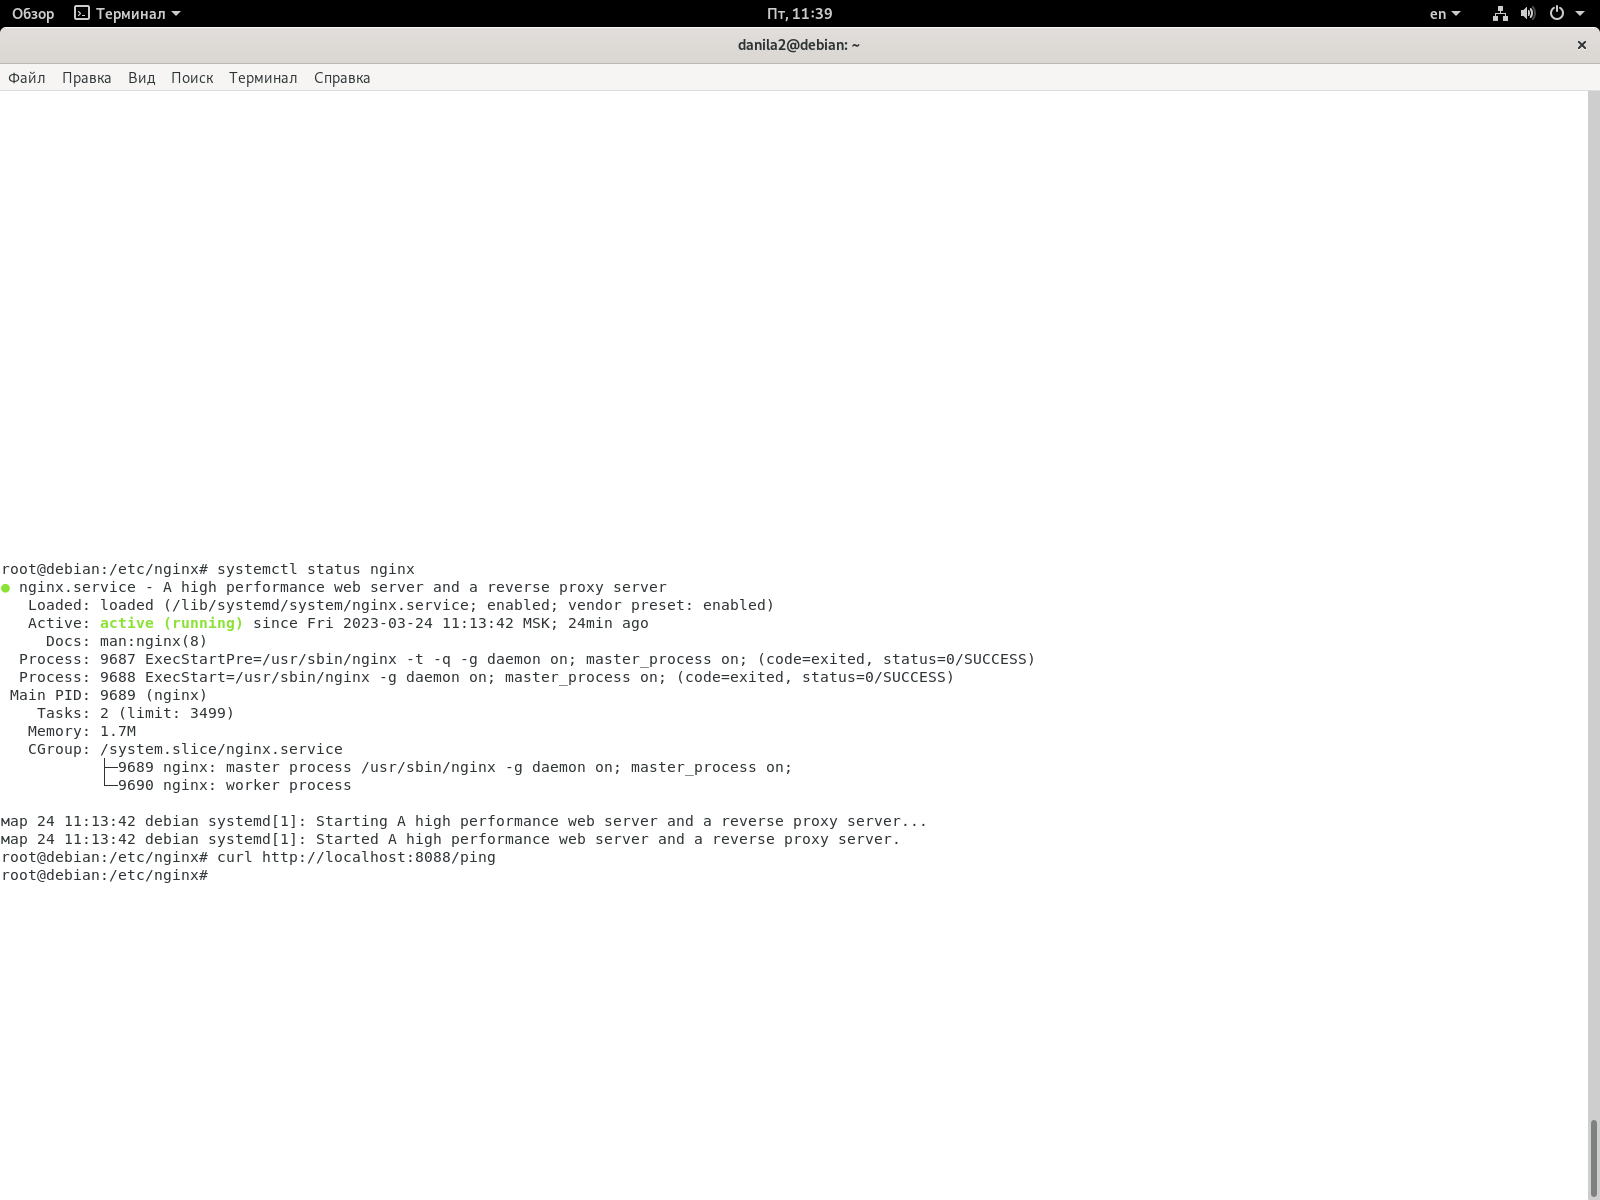 Обзор Терминал Пт, 11:39 en
danila2@debian: ~ ×
Файл Правка Вид Поиск Терминал Справка
root@debian:/etc/nginx# systemctl status nginx
● nginx.service - A high performance web server and a reverse proxy server
   Loaded: loaded (/lib/systemd/system/nginx.service; enabled; vendor preset: enabled)
   Active: active (running) since Fri 2023-03-24 11:13:42 MSK; 24min ago
     Docs: man:nginx(8)
  Process: 9687 ExecStartPre=/usr/sbin/nginx -t -q -g daemon on; master_process on; (code=exited, status=0/SUCCESS)
  Process: 9688 ExecStart=/usr/sbin/nginx -g daemon on; master_process on; (code=exited, status=0/SUCCESS)
 Main PID: 9689 (nginx)
    Tasks: 2 (limit: 3499)
   Memory: 1.7M
   CGroup: /system.slice/nginx.service
           ├─9689 nginx: master process /usr/sbin/nginx -g daemon on; master_process on;
           └─9690 nginx: worker process
мар 24 11:13:42 debian systemd[1]: Starting A high performance web server and a reverse proxy server...
мар 24 11:13:42 debian systemd[1]: Started A high performance web server and a reverse proxy server.
root@debian:/etc/nginx# curl http://localhost:8088/ping
root@debian:/etc/nginx#